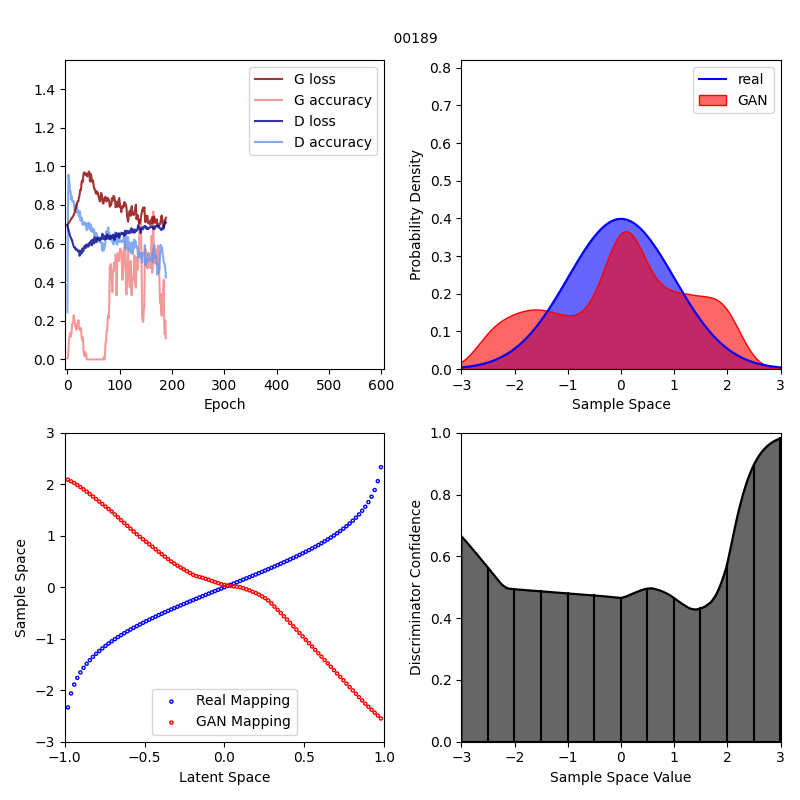 00189
1.4
1.2
1.0
0.8
0.6
0.4
0.2
0.0
0 100 200 300 400 500 600
Epoch
G loss
G accuracy
D loss
D accuracy
0.8
0.7
0.6
0.5
0.4
0.3
0.2
0.1
0.0
Probability Density
−3 −2 −1 0 1 2 3
Sample Space
real
GAN
3
2
1
0
−1
−2
−3
Sample Space
−1.0 −0.5 0.0 0.5 1.0
Latent Space
Real Mapping
GAN Mapping
1.0
0.8
0.6
0.4
0.2
0.0
Discriminator Confidence
−3 −2 −1 0 1 2 3
Sample Space Value